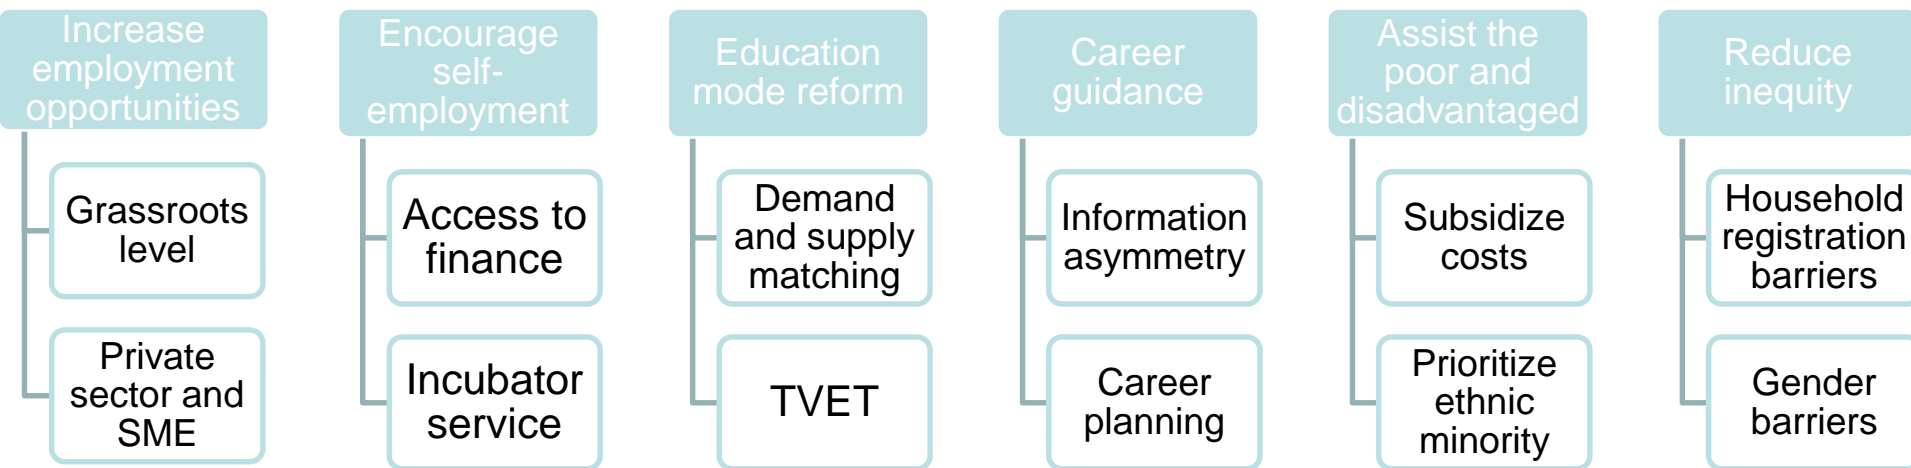 Increase
employment
opportunities
Grassroots
level
Private
sector and
SME
Encourage
self-
employment
Access to
finance
Incubator
service
Education
mode reform
Demand
and supply
matching
TVET
Career
guidance
Information
asymmetry
Career
planning
Assist the
poor and
disadvantaged
Subsidize
costs
Prioritize
ethnic
minority
Reduce
inequity
Household
registration
barriers
Gender
barriers